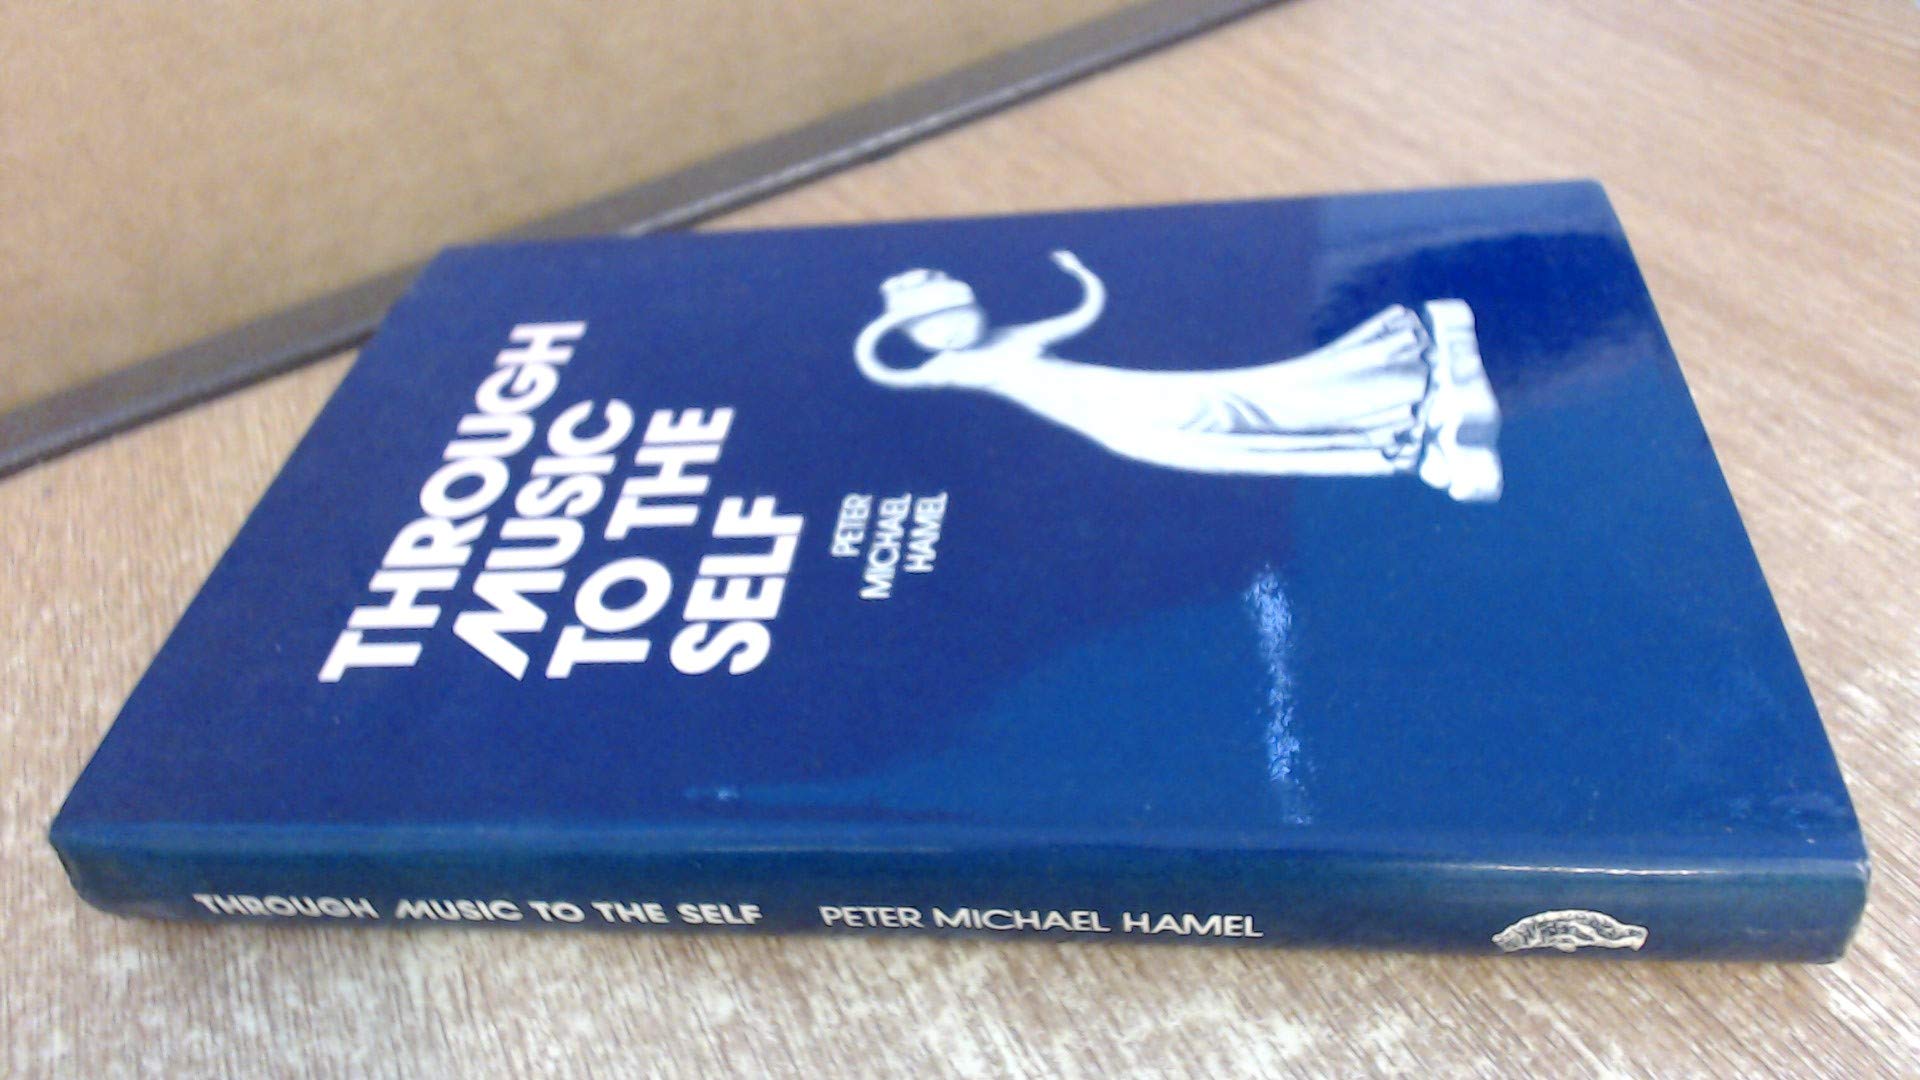 THROUGH
MUSIC
TO THE
SELF
PETER
MICHAEL
HAMEL
THROUGH MUSIC TO THE SELF PETER MICHAEL HAMEL